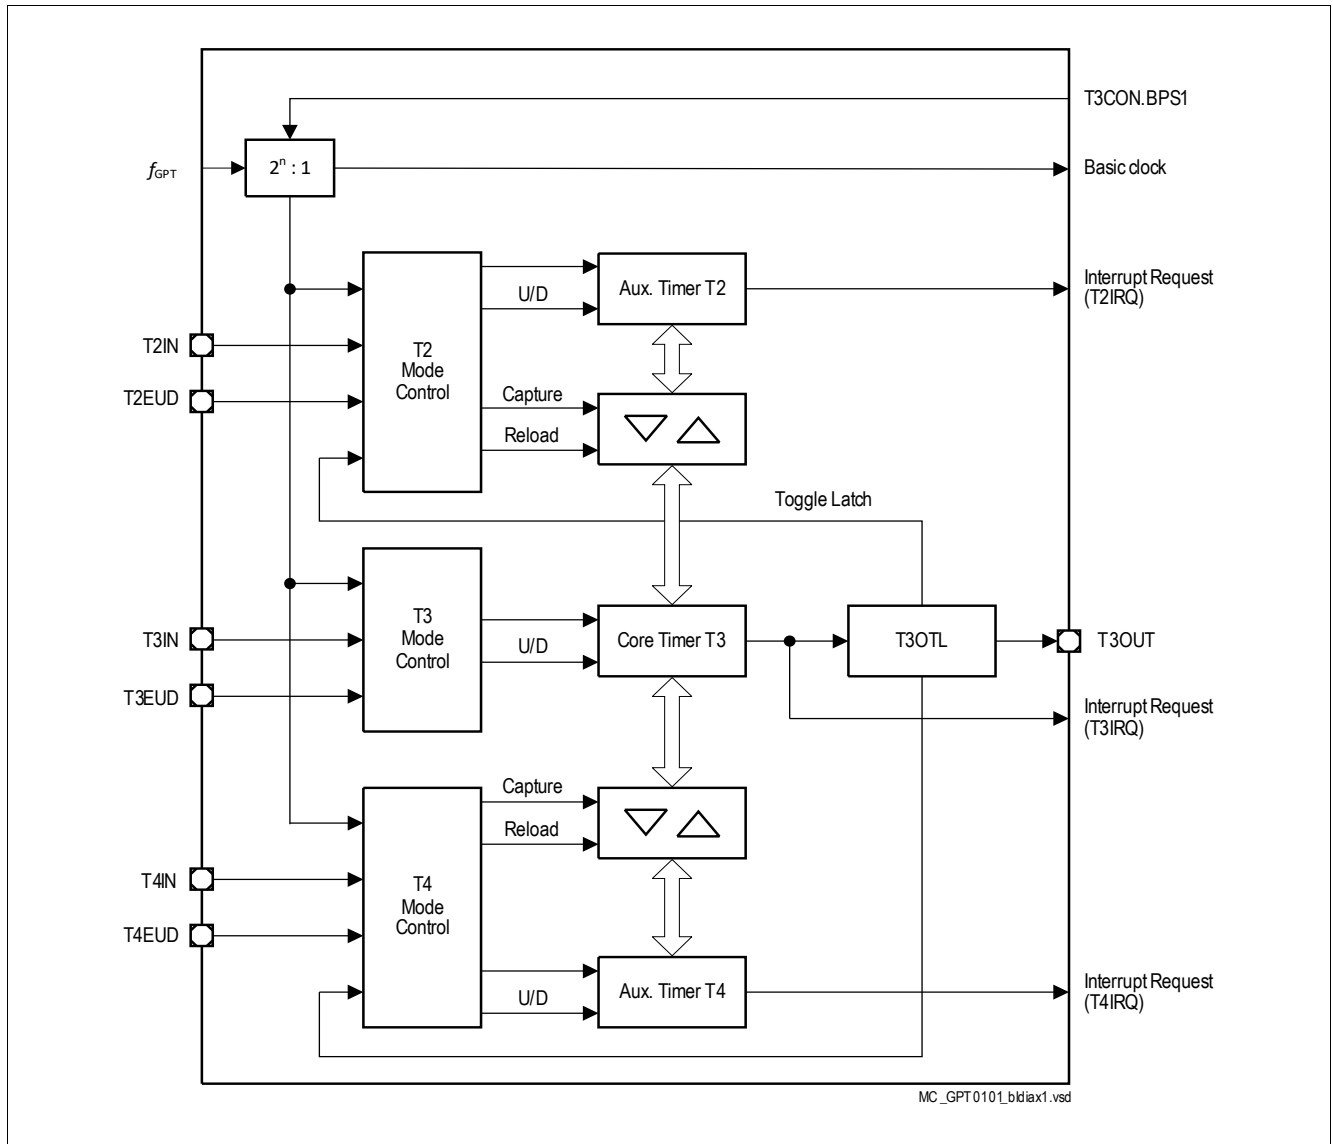 T3CON.BPS1
fGPT
2ⁿ : 1
Basic clock
T2
Mode
Control
U/D
Aux. Timer T2
Interrupt Request
(T2IRQ)
T2IN
T2EUD
Capture
Reload
Toggle Latch
T3
Mode
Control
U/D
Core Timer T3
T3OTL
T3OUT
T3IN
T3EUD
Interrupt Request
(T3IRQ)
Capture
Reload
T4
Mode
Control
T4IN
T4EUD
U/D
Aux. Timer T4
Interrupt Request
(T4IRQ)
MC_GPT0101_bldiax1.vsd